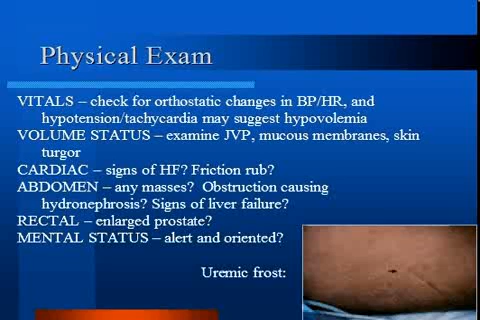 Physical Exam
VITALS – check for orthostatic changes in BP/HR, and
hypotension/tachycardia may suggest hypovolemia
VOLUME STATUS – examine JVP, mucous membranes, skin
turgor
CARDIAC – signs of HF? Friction rub?
ABDOMEN – any masses?  Obstruction causing
hydronephrosis? Signs of liver failure?
RECTAL – enlarged prostate?
MENTAL STATUS – alert and oriented?
Uremic frost: